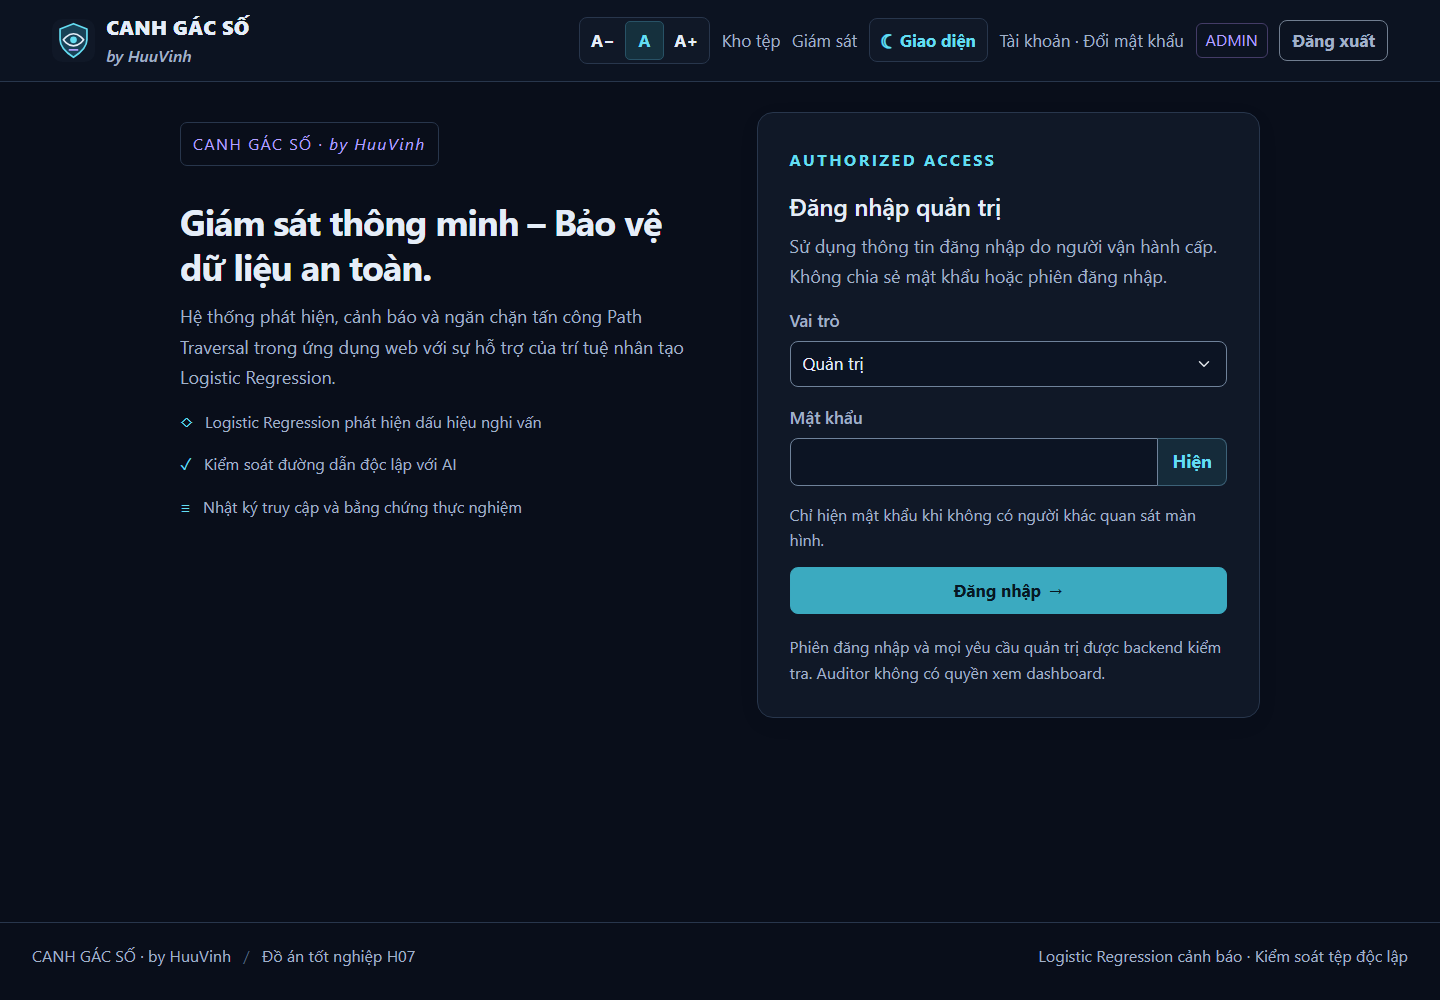 CANH GÁC SỐ
by HuuVinh
A− A A+ Kho tệp Giám sát ☾ Giao diện Tài khoản · Đổi mật khẩu ADMIN Đăng xuất
CANH GÁC SỐ · by HuuVinh
Giám sát thông minh – Bảo vệ
dữ liệu an toàn.
Hệ thống phát hiện, cảnh báo và ngăn chặn tấn công Path
Traversal trong ứng dụng web với sự hỗ trợ của trí tuệ nhân tạo
Logistic Regression.
◇ Logistic Regression phát hiện dấu hiệu nghi vấn
✓ Kiểm soát đường dẫn độc lập với AI
≡ Nhật ký truy cập và bằng chứng thực nghiệm
AUTHORIZED ACCESS
Đăng nhập quản trị
Sử dụng thông tin đăng nhập do người vận hành cấp.
Không chia sẻ mật khẩu hoặc phiên đăng nhập.
Vai trò
Quản trị
Mật khẩu
Hiện
Chỉ hiện mật khẩu khi không có người khác quan sát màn
hình.
Đăng nhập →
Phiên đăng nhập và mọi yêu cầu quản trị được backend kiểm
tra. Auditor không có quyền xem dashboard.
CANH GÁC SỐ · by HuuVinh / Đồ án tốt nghiệp H07
Logistic Regression cảnh báo · Kiểm soát tệp độc lập